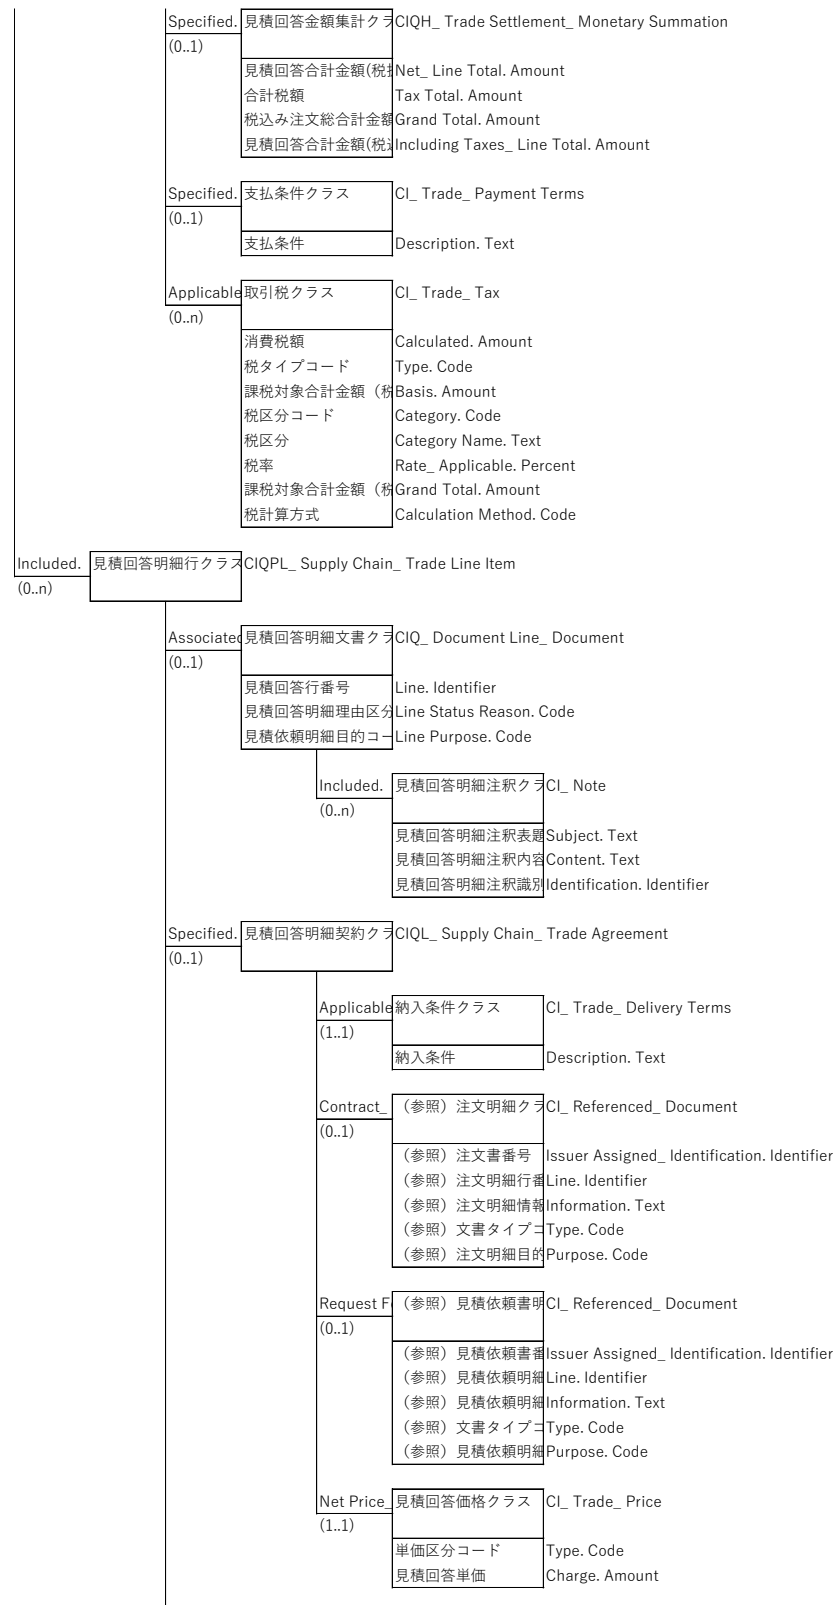 Specified. 見積回答金額集計クラ CIQH_ Trade Settlement_ Monetary Summation
(0..1)
見積回答合計金額(税 Net_ Line Total. Amount
合計税額 Tax Total. Amount
税込み注文総合計金額 Grand Total. Amount
見積回答合計金額(税 Including Taxes_ Line Total. Amount
Specified. 支払条件クラス CI_ Trade_ Payment Terms
(0..1)
支払条件 Description. Text
Applicable 取引税クラス CI_ Trade_ Tax
(0..n)
消費税額 Calculated. Amount
税タイプコード Type. Code
課税対象合計金額（税 Basis. Amount
税区分コード Category. Code
税区分 Category Name. Text
税率 Rate_ Applicable. Percent
課税対象合計金額（税 Grand Total. Amount
税計算方式 Calculation Method. Code
Included. 見積回答明細行クラス CIQPL_ Supply Chain_ Trade Line Item
(0..n)
Associated 見積回答明細文書クラ CIQ_ Document Line_ Document
(0..1)
見積回答行番号 Line. Identifier
見積回答明細理由区分 Line Status Reason. Code
見積依頼明細目的コー Line Purpose. Code
Included. 見積回答明細注釈クラ CI_ Note
(0..n)
見積回答明細注釈表題 Subject. Text
見積回答明細注釈内容 Content. Text
見積回答明細注釈識別 Identification. Identifier
Specified. 見積回答明細契約クラ CIQL_ Supply Chain_ Trade Agreement
(0..1)
Applicable 納入条件クラス CI_ Trade_ Delivery Terms
(1..1)
納入条件 Description. Text
Contract_ （参照）注文明細クラ CI_ Referenced_ Document
(0..1)
（参照）注文書番号 Issuer Assigned_ Identification. Identifier
（参照）注文明細行番 Line. Identifier
（参照）注文明細情報 Information. Text
（参照）文書タイプコ Type. Code
（参照）注文明細目的 Purpose. Code
Request F （参照）見積依頼書明 CI_ Referenced_ Document
(0..1)
（参照）見積依頼書番 Issuer Assigned_ Identification. Identifier
（参照）見積依頼明細 Line. Identifier
（参照）見積依頼明細 Information. Text
（参照）文書タイプコ Type. Code
（参照）見積依頼明細 Purpose. Code
Net Price_ 見積回答価格クラス CI_ Trade_ Price
(1..1)
単価区分コード Type. Code
見積回答単価 Charge. Amount